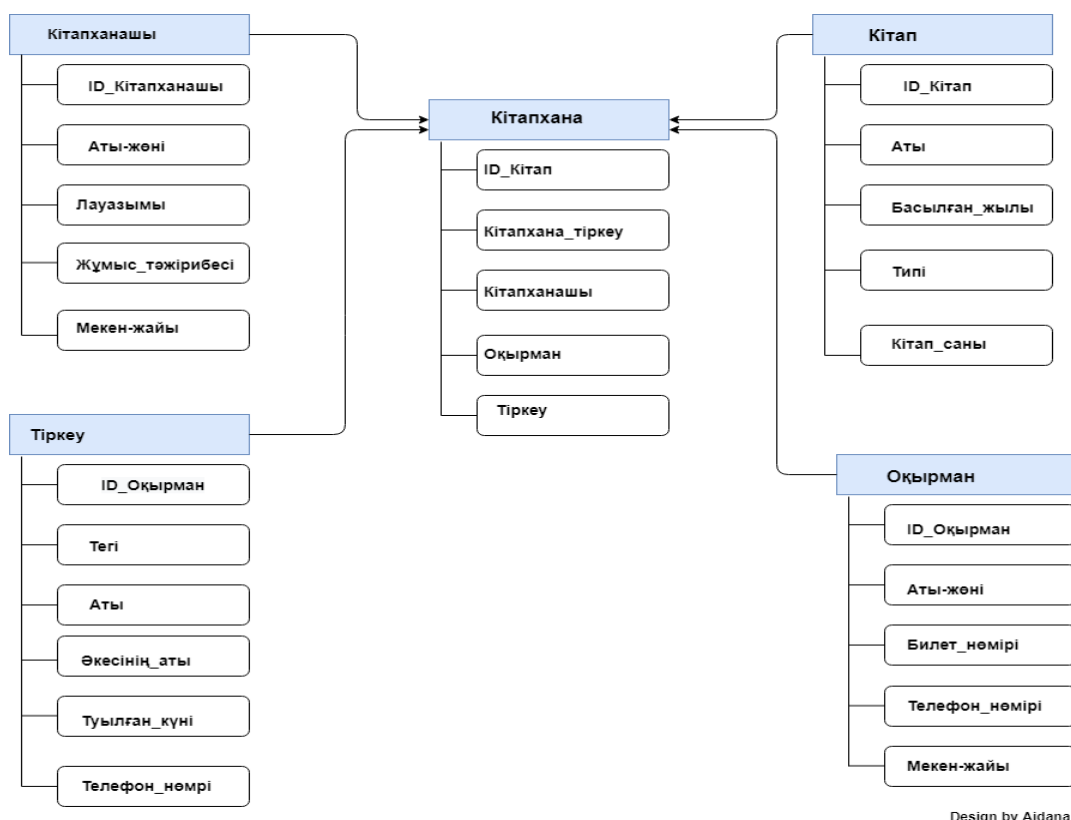 Кітапханашы
ID_Кітапханашы
Аты-жөні
Лауазымы
Жұмыс_тәжірибесі
Мекен-жайы
Кітапхана
ID_Кітап
Кітапхана_тіркеу
Кітапханашы
Оқырман
Тіркеу
Кітап
ID_Кітап
Аты
Басылған_жылы
Типі
Кітап_саны
Тіркеу
ID_Оқырман
Тегі
Аты
Әкесінің_аты
Туылған_күні
Телефон_нөмрі
Оқырман
ID_Оқырман
Аты-жөні
Билет_нөмірі
Телефон_нөмірі
Мекен-жайы
Design by Aidana